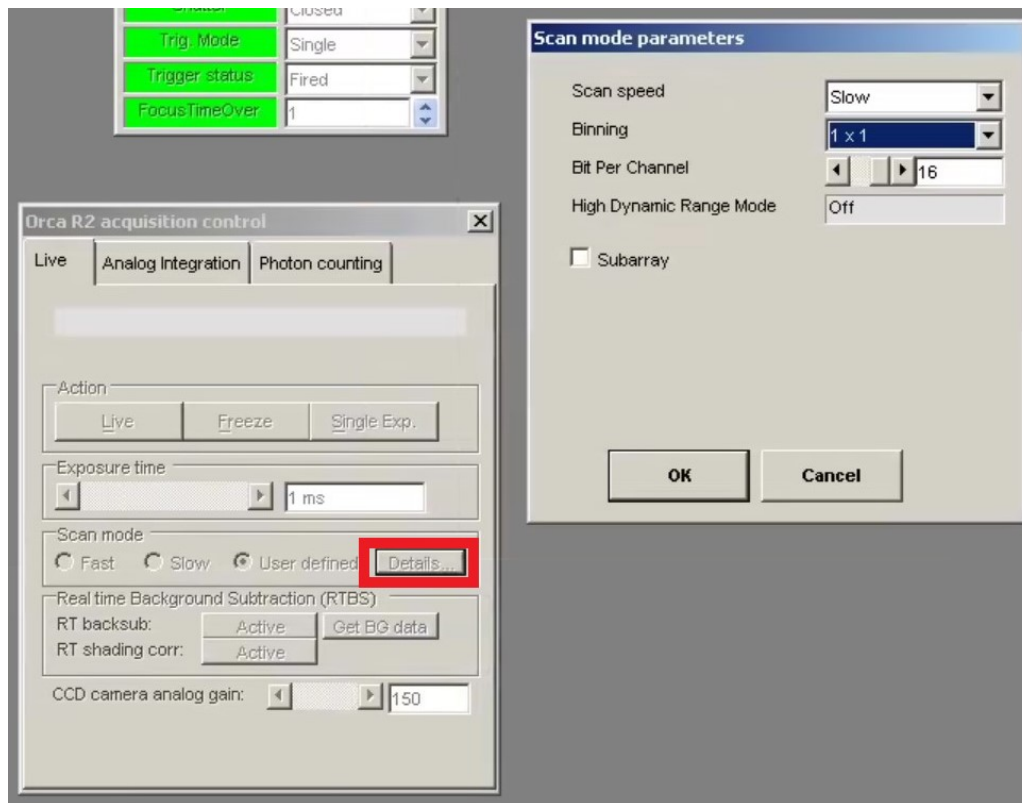 Shutter
Closed
Trig. Mode
Single
Trigger status
Fired
FocusTimeOver
1
Scan mode parameters
Scan speed
Slow
Binning
1 x 1
Bit Per Channel
16
High Dynamic Range Mode
Off
Subarray
OK
Cancel
Orca R2 acquisition control
Live
Analog Integration
Photon counting
Action
Live
Freeze
Single Exp.
Exposure time
1 ms
Scan mode
Fast
Slow
User defined
Details...
Real time Background Subtraction (RTBS)
RT backsub:
Active
Get BG data
RT shading corr:
Active
CCD camera analog gain:
150